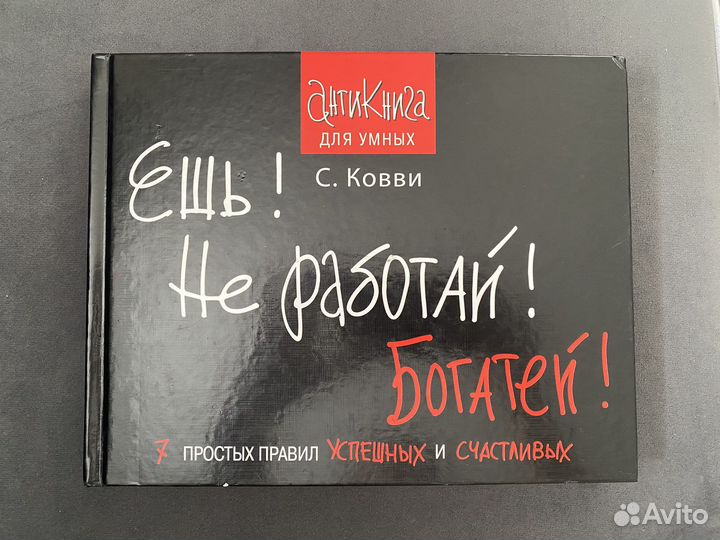 антиКнига
ДЛЯ УМНЫХ
С. Ковви
Ешь!
Не работай!
Богатей!
7 ПРОСТЫХ ПРАВИЛ УСПЕШНЫХ И СЧАСТЛИВЫХ
Avito